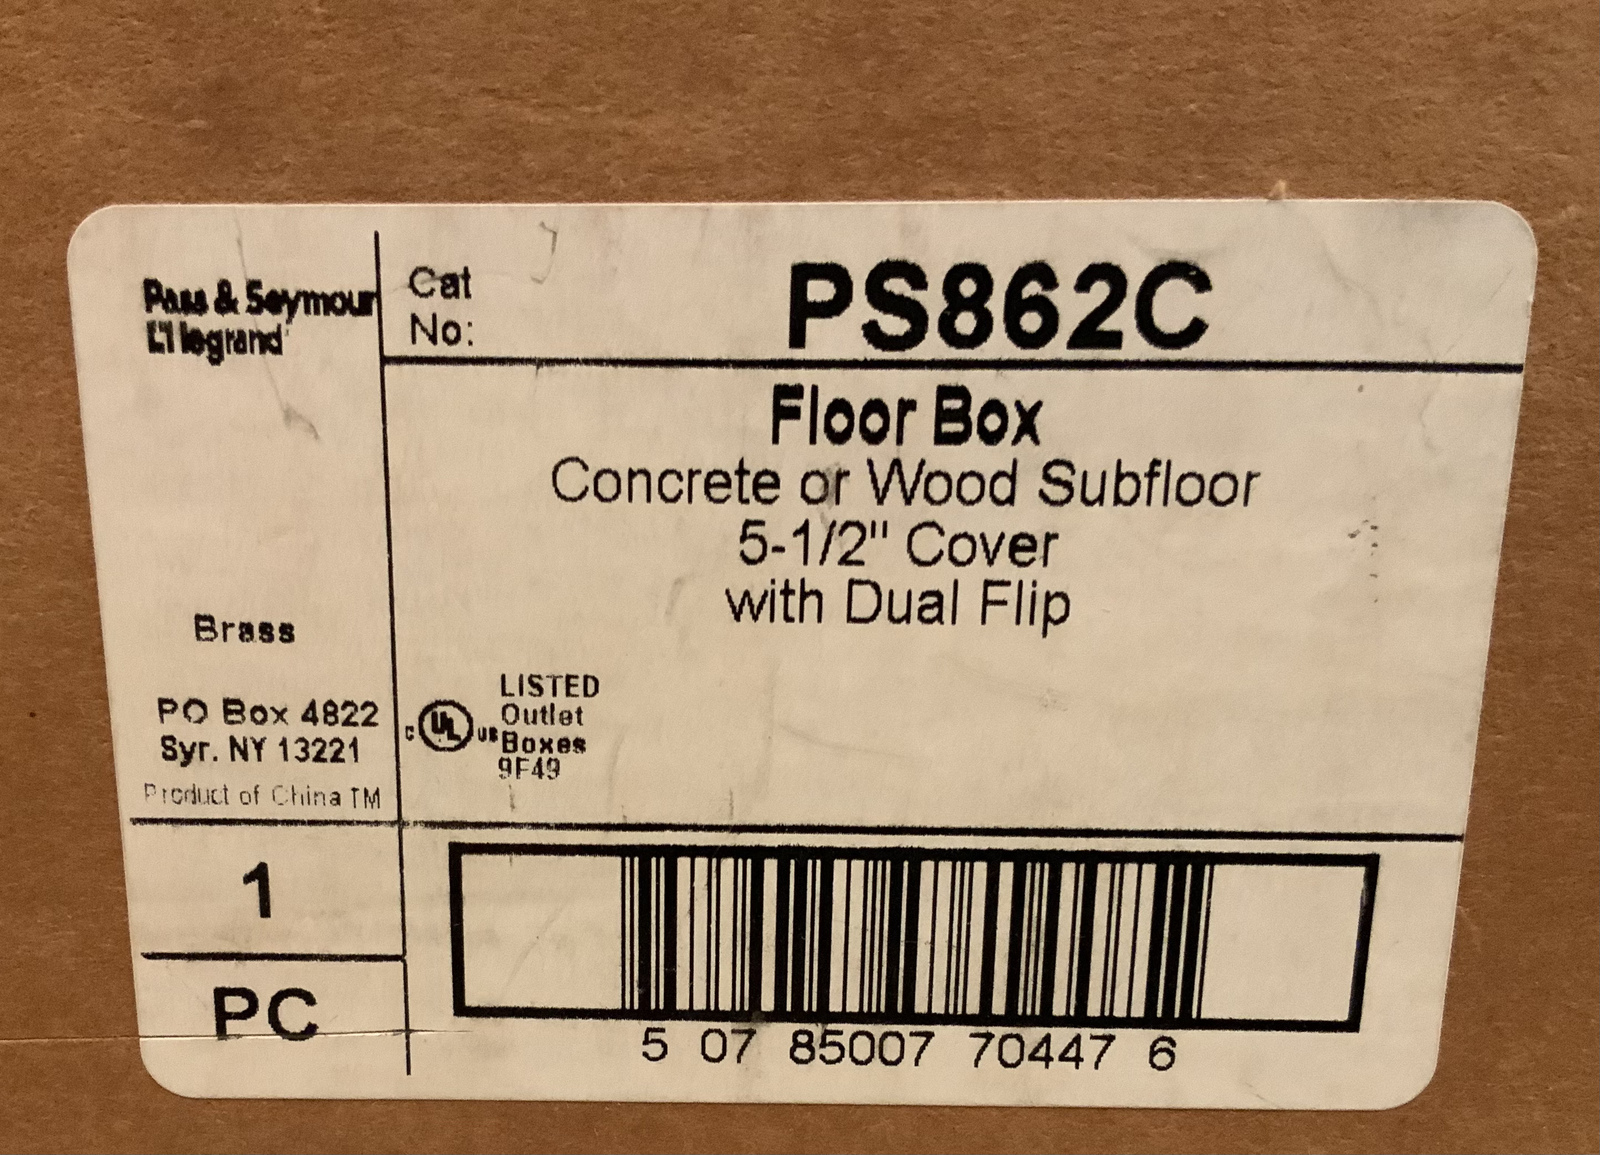 Pass & Seymour
legrand
Cat
No:
PS862C
Floor Box
Concrete or Wood Subfloor
5-1/2" Cover
with Dual Flip
Brass
PO Box 4822
Syr. NY 13221
Product of China TM
C UL US
LISTED
Outlet
Boxes
9F49
1
PC
5 07 85007 70447 6